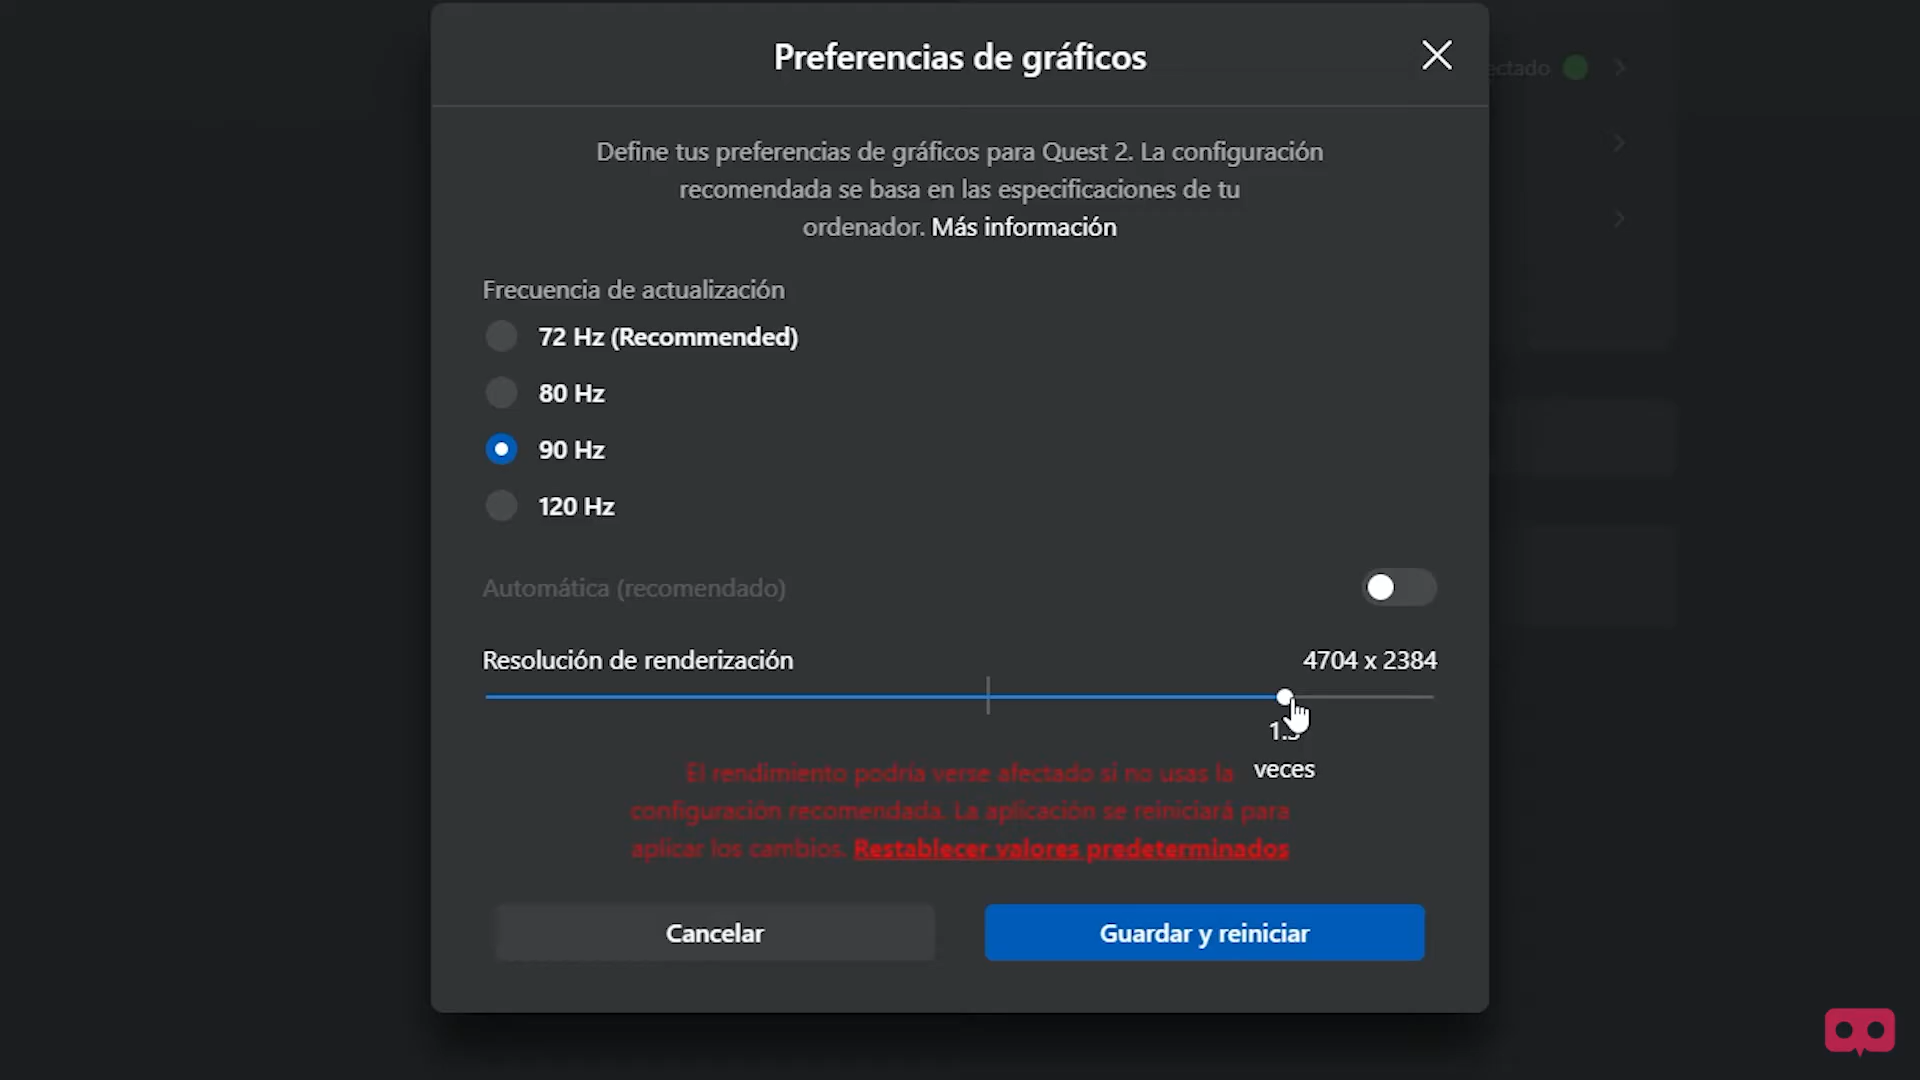 Preferencias de gráficos
ectado
Define tus preferencias de gráficos para Quest 2. La configuración
recomendada se basa en las especificaciones de tu
ordenador. Más información
Frecuencia de actualización
72 Hz (Recommended)
80 Hz
90 Hz
120 Hz
Automática (recomendado)
Resolución de renderización
4704 x 2384
veces
El rendimiento podría verse afectado si no usas la
configuración recomendada. La aplicación se reiniciará para
aplicar los cambios. Restablecer valores predeterminados
Cancelar
Guardar y reiniciar